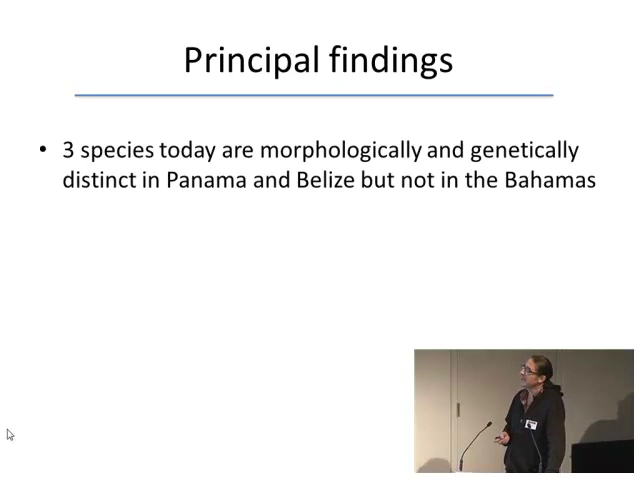 Principal findings
• 3 species today are morphologically and genetically
distinct in Panama and Belize but not in the Bahamas